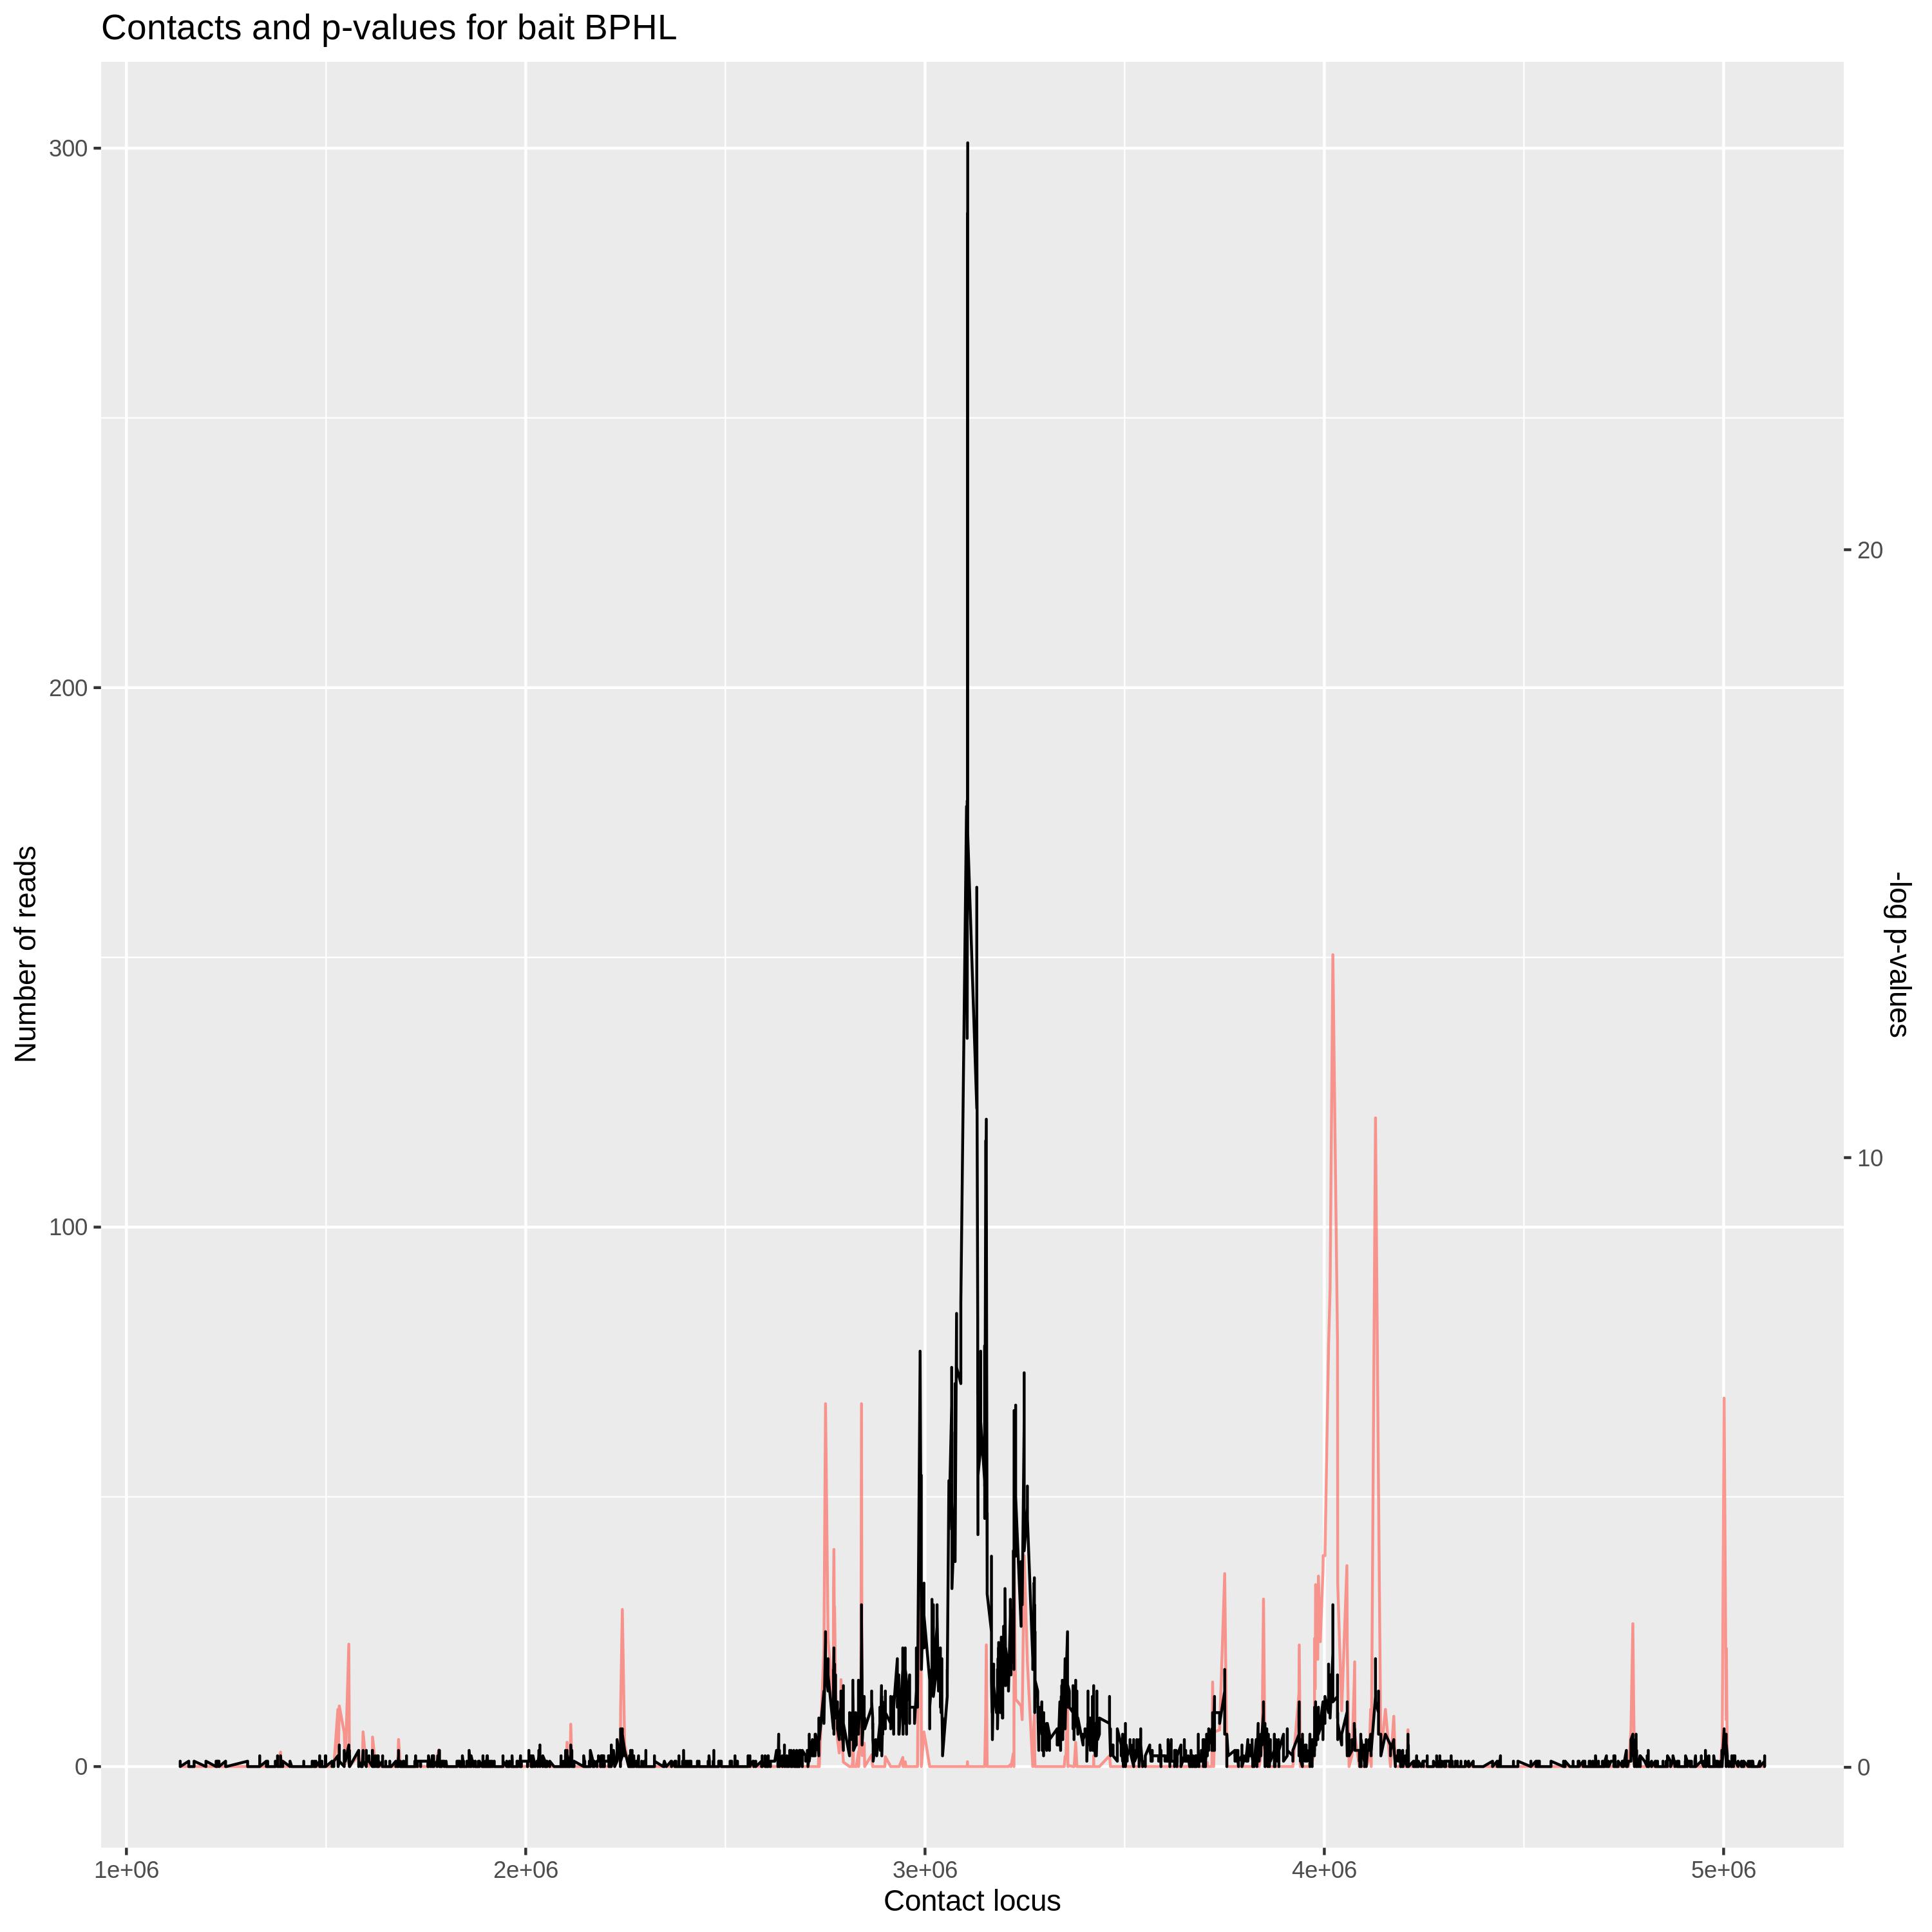 Contacts and p-values for bait BPHL
300
200
100
0
Number of reads
20
10
0
-log p-values
1e+06 2e+06 3e+06 4e+06 5e+06
Contact locus